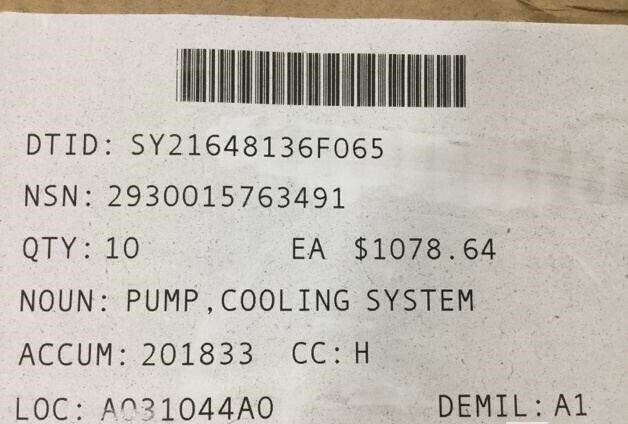 DTID: SY21648136F065
NSN: 2930015763491
QTY: 10 EA $1078.64
NOUN: PUMP,COOLING SYSTEM
ACCUM: 201833 CC: H
LOC: A031044A0 DEMIL: A1